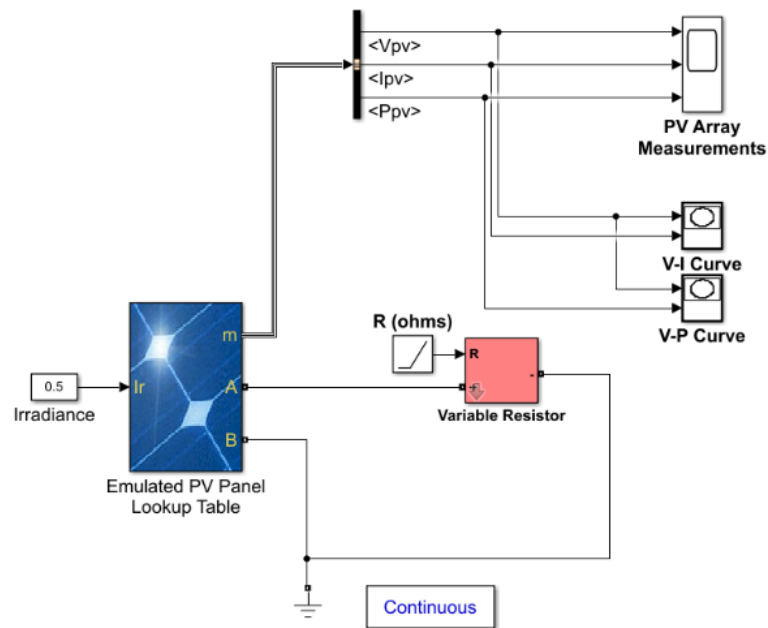 <Vpv>
<Ipv>
<Ppv>
PV Array
Measurements
V-I Curve
V-P Curve
R (ohms)
R
+
-
Variable Resistor
m
0.5
Ir
A
Irradiance
B
Emulated PV Panel
Lookup Table
Continuous